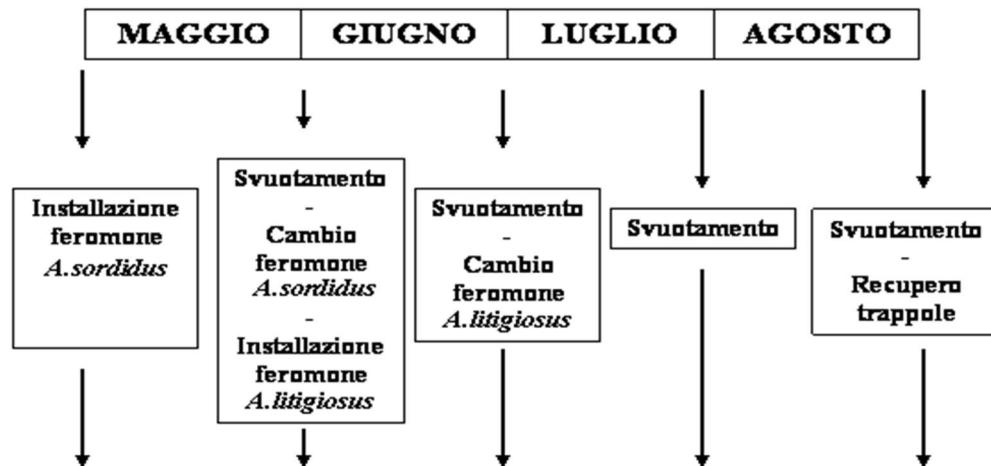 MAGGIO GIUGNO LUGLIO AGOSTO
Installazione
feromone
A.sordidus
Svuotamento
-
Cambio
feromone
A.sordidus
-
Installazione
feromone
A.litigiosus
Svuotamento
-
Cambio
feromone
A.litigiosus
Svuotamento
Svuotamento
-
Recupero
trappole